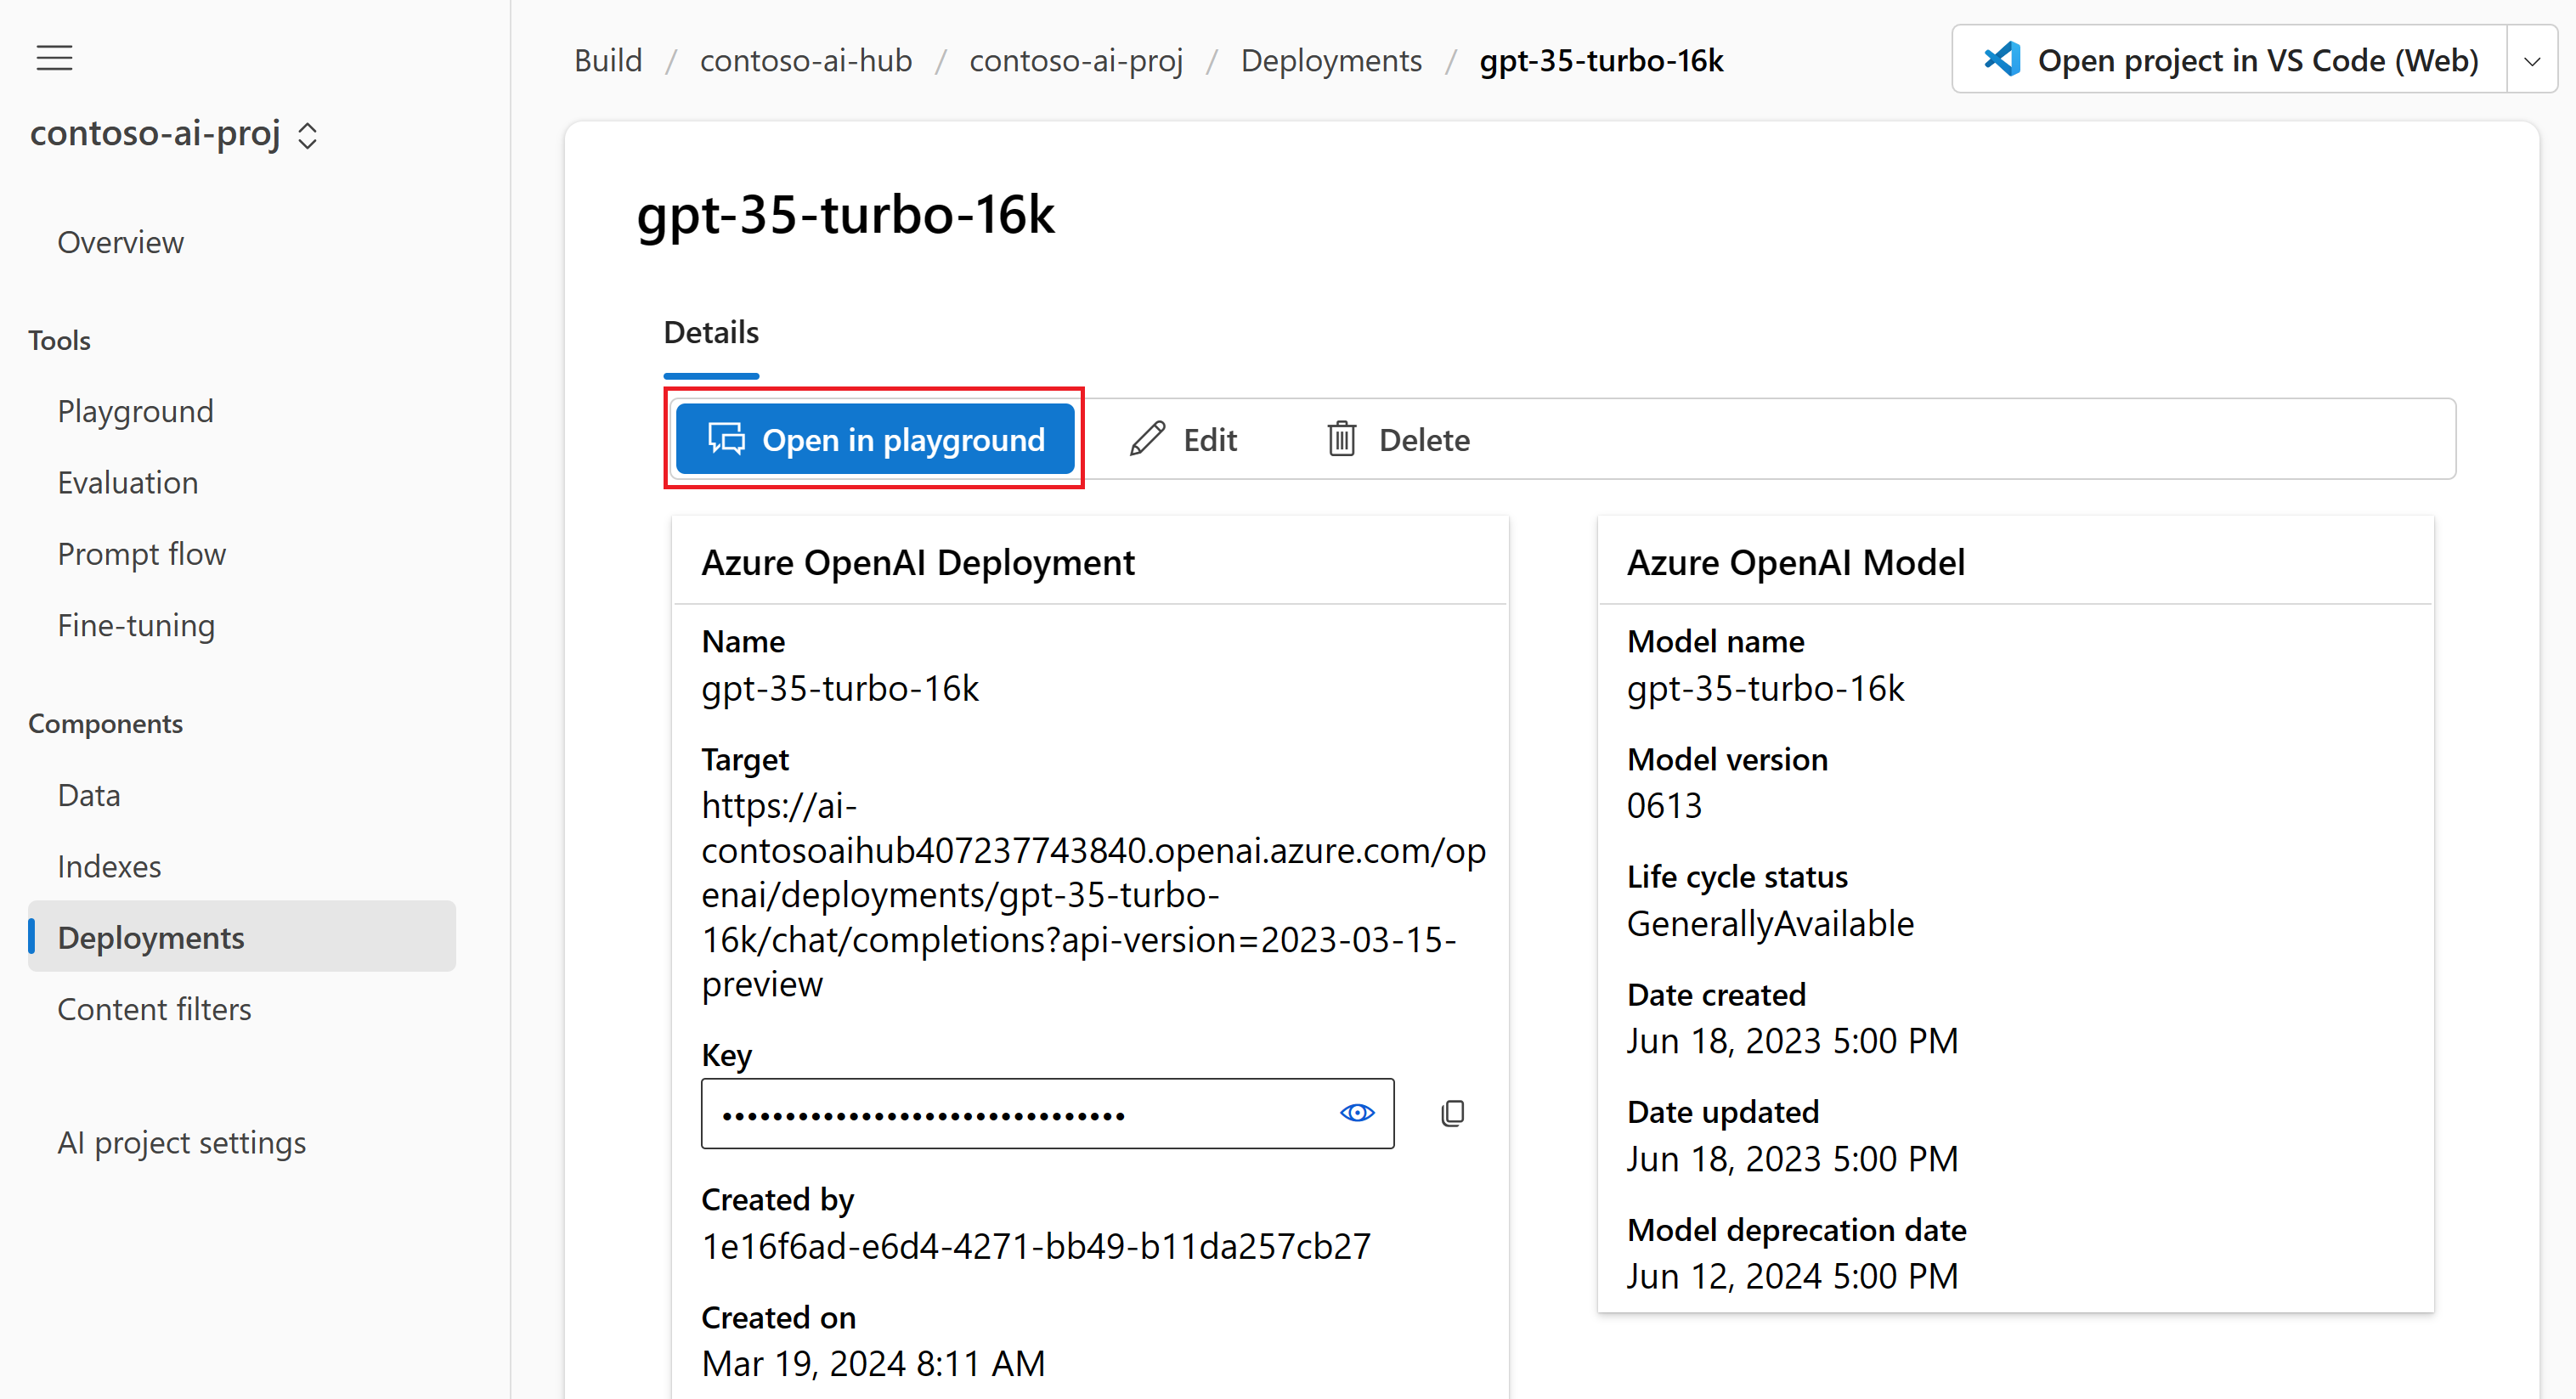 Build / contoso-ai-hub / contoso-ai-proj / Deployments / gpt-35-turbo-16k
Open project in VS Code (Web)
contoso-ai-proj
Overview
Tools
Playground
Evaluation
Prompt flow
Fine-tuning
Components
Data
Indexes
Deployments
Content filters
AI project settings
gpt-35-turbo-16k
Details
Open in playground
Edit
Delete
Azure OpenAI Deployment
Name
gpt-35-turbo-16k
Target
https://ai-
contosoaihub407237743840.openai.azure.com/op
enai/deployments/gpt-35-turbo-
16k/chat/completions?api-version=2023-03-15-
preview
Key
••••••••••••••••••••••••••••••••
Created by
1e16f6ad-e6d4-4271-bb49-b11da257cb27
Created on
Mar 19, 2024 8:11 AM
Azure OpenAI Model
Model name
gpt-35-turbo-16k
Model version
0613
Life cycle status
GenerallyAvailable
Date created
Jun 18, 2023 5:00 PM
Date updated
Jun 18, 2023 5:00 PM
Model deprecation date
Jun 12, 2024 5:00 PM